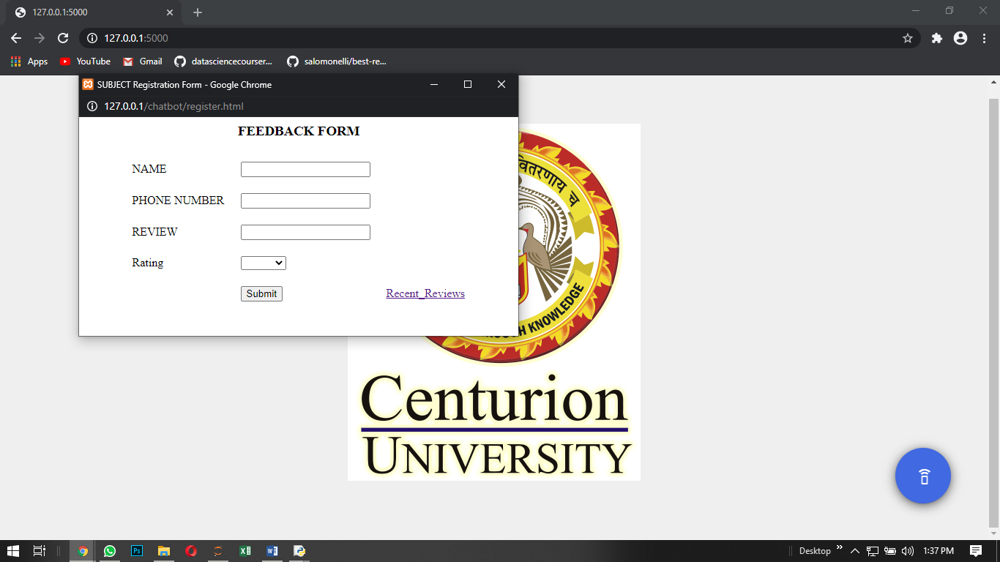 127.0.0.1:5000
127.0.0.1:5000
Apps YouTube Gmail datasciencecourser... salomonelli/best-re...
SUBJECT Registration Form - Google Chrome
127.0.0.1/chatbot/register.html
FEEDBACK FORM
NAME
PHONE NUMBER
REVIEW
Rating
Submit Recent_Reviews
वितरणाय च
KNOWLEDGE
Centurion
UNIVERSITY
Ps
Desktop
1:37 PM